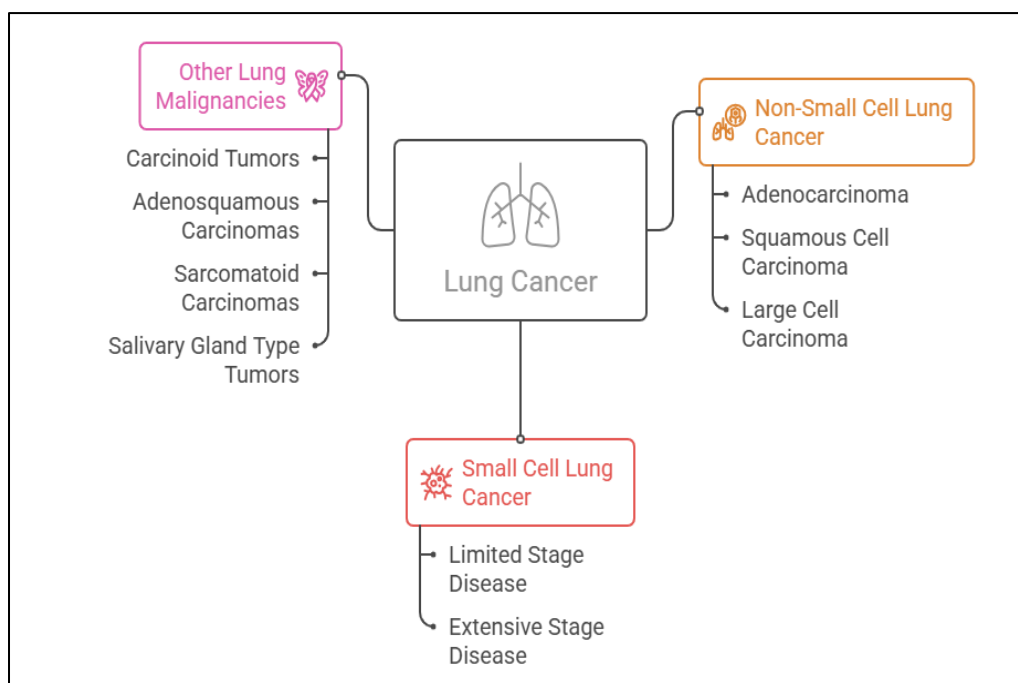 Other Lung
Malignancies
Carcinoid Tumors
Adenosquamous
Carcinomas
Sarcomatoid
Carcinomas
Salivary Gland Type
Tumors
Lung Cancer
Non-Small Cell Lung
Cancer
Adenocarcinoma
Squamous Cell
Carcinoma
Large Cell
Carcinoma
Small Cell Lung
Cancer
Limited Stage
Disease
Extensive Stage
Disease